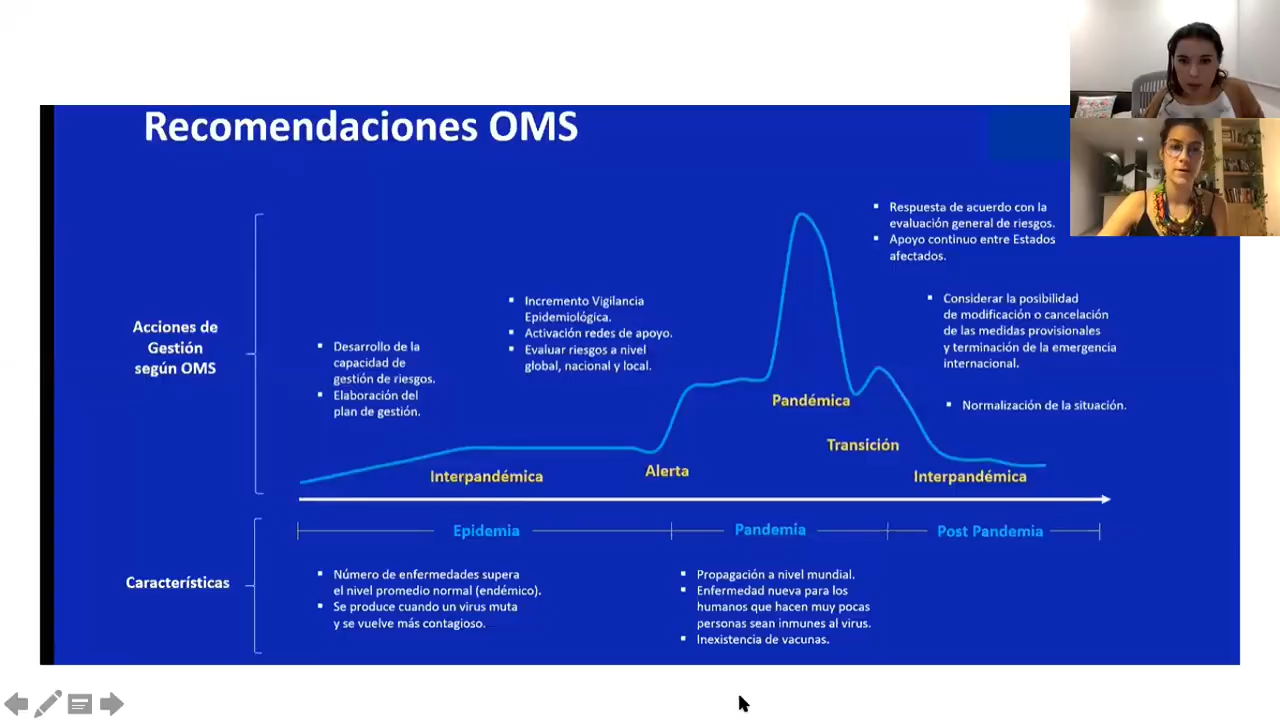 Recomendaciones OMS
Respuesta de acuerdo con la
evaluación general de riesgos.
Apoyo continuo entre Estados
afectados.
Incremento Vigilancia
Epidemiológica.
Activación redes de apoyo.
Evaluar riesgos a nivel
global, nacional y local.
Considerar la posibilidad
de modificación o cancelación
de las medidas provisionales
y terminación de la emergencia
internacional.
Acciones de
Gestión
según OMS
Desarrollo de la
capacidad de
gestión de riesgos.
Elaboración del
plan de gestión.
Normalización de la situación.
Pandémica
Transición
Interpandémica
Alerta
Interpandémica
Epidemia
Pandemia
Post Pandemia
Características
Número de enfermedades supera
el nivel promedio normal (endémico).
Se produce cuando un virus muta
y se vuelve más contagioso.
Propagación a nivel mundial.
Enfermedad nueva para los
humanos que hacen muy pocas
personas sean inmunes al virus.
Inexistencia de vacunas.